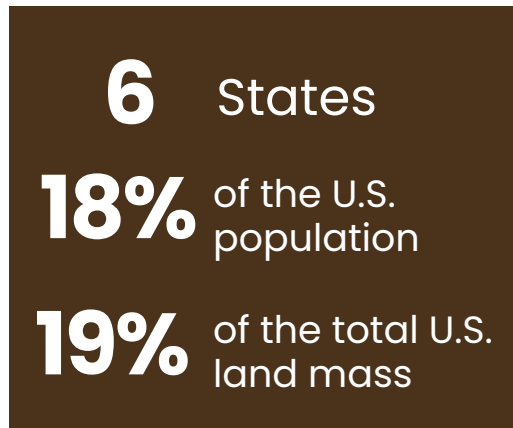 6 States
18% of the U.S.
population
19% of the total U.S.
land mass